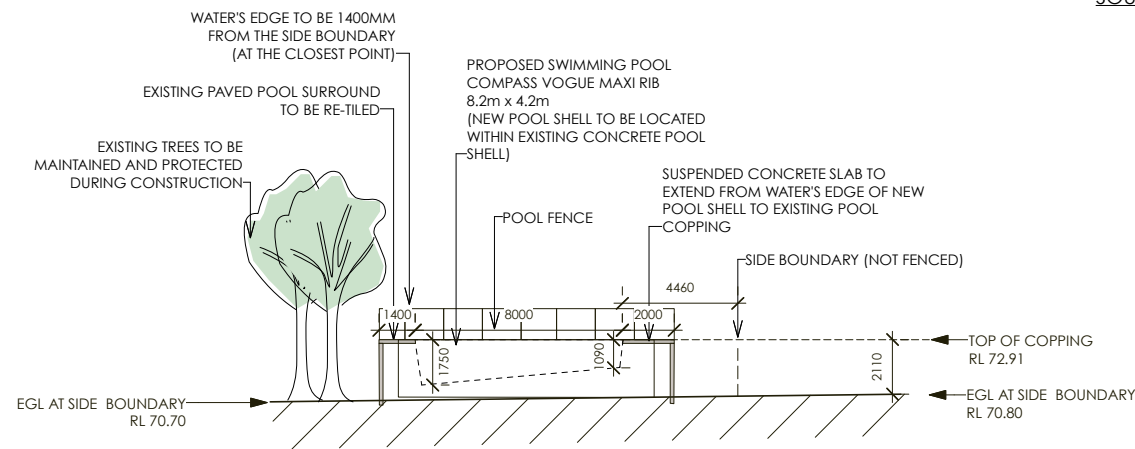 WATER'S EDGE TO BE 1400MM
FROM THE SIDE BOUNDARY
(AT THE CLOSEST POINT)
EXISTING PAVED POOL SURROUND
TO BE RE-TILED
EXISTING TREES TO BE
MAINTAINED AND PROTECTED
DURING CONSTRUCTION
PROPOSED SWIMMING POOL
COMPASS VOGUE MAXI RIB
8.2m x 4.2m
(NEW POOL SHELL TO BE LOCATED
WITHIN EXISTING CONCRETE POOL
SHELL)
SUSPENDED CONCRETE SLAB TO
EXTEND FROM WATER'S EDGE OF NEW
POOL SHELL TO EXISTING POOL
COPPING
POOL FENCE
SIDE BOUNDARY (NOT FENCED)
4460
1400
8000
2000
1750
1090
2110
TOP OF COPPING
RL 72.91
EGL AT SIDE BOUNDARY
RL 70.70
EGL AT SIDE BOUNDARY
RL 70.80